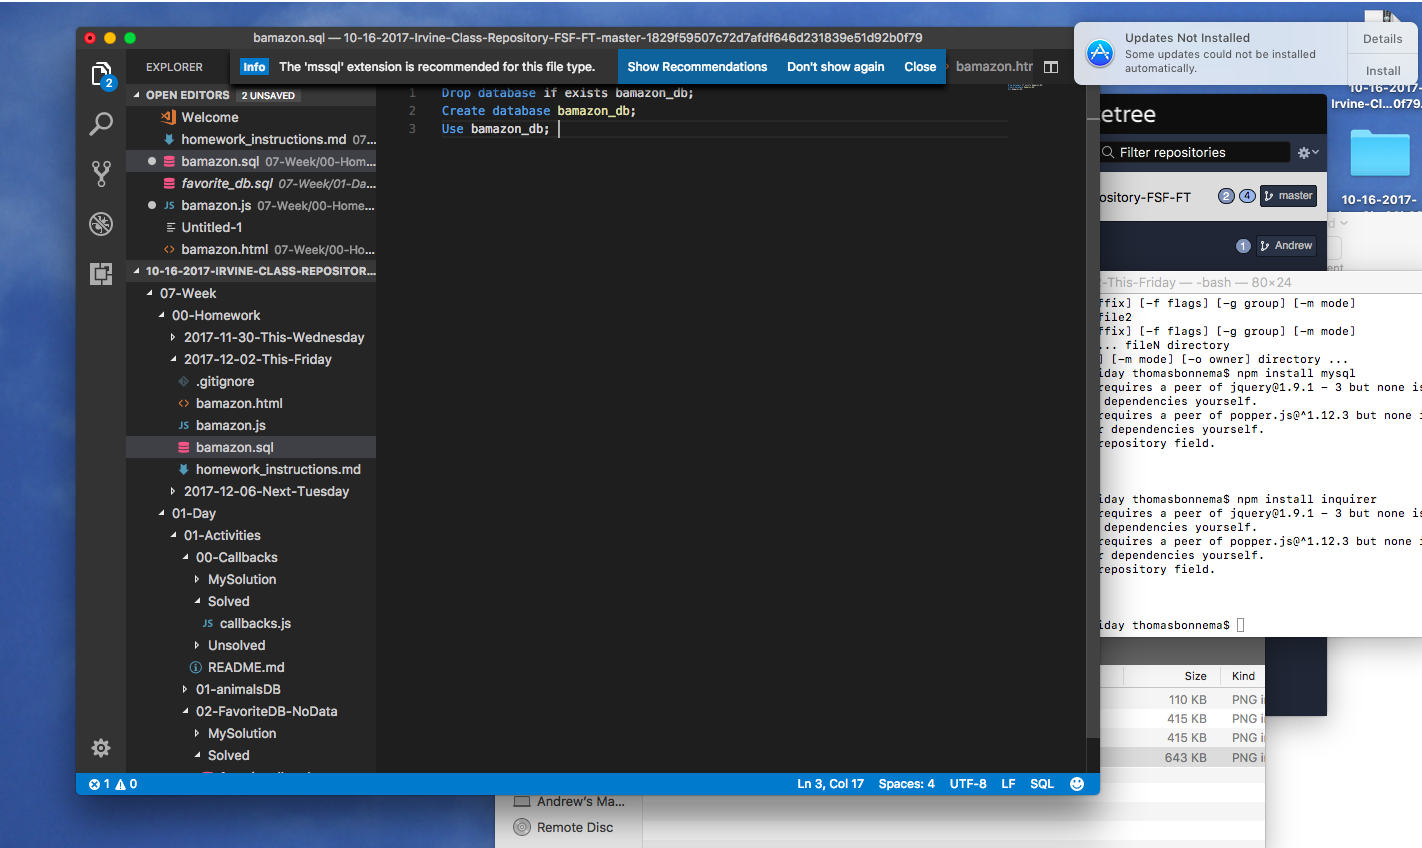 bamazon.sql — 10-16-2017-Irvine-Class-Repository-FSF-FT-master-1829f59507c72d7afdf646d231839e51d92b0f79
EXPLORER
Info The 'mssql' extension is recommended for this file type. Show Recommendations Don't show again Close
bamazon.htr
2
OPEN EDITORS 2 UNSAVED
Welcome
homework_instructions.md 07-...
bamazon.sql 07-Week/00-Hom...
favorite_db.sql 07-Week/01-Da...
JS bamazon.js 07-Week/00-Home...
Untitled-1
<> bamazon.html 07-Week/00-Ho...
10-16-2017-IRVINE-CLASS-REPOSITOR...
07-Week
00-Homework
2017-11-30-This-Wednesday
2017-12-02-This-Friday
.gitignore
<> bamazon.html
JS bamazon.js
bamazon.sql
homework_instructions.md
2017-12-06-Next-Tuesday
01-Day
01-Activities
00-Callbacks
MySolution
Solved
JS callbacks.js
Unsolved
README.md
01-animalsDB
02-FavoriteDB-NoData
MySolution
Solved
1 Drop database if exists bamazon_db;
2 Create database bamazon_db;
3 Use bamazon_db;
1 0
Ln 3, Col 17 Spaces: 4 UTF-8 LF SQL
Updates Not Installed
Some updates could not be installed
automatically.
Details
Install
10-16-2017-
Irvine-Cl...0f79.
10-16-2017-
etree
Filter repositories
ository-FSF-FT 2 4 master
1 Andrew
-This-Friday — -bash — 80×24
ffix] [-f flags] [-g group] [-m mode]
file2
ffix] [-f flags] [-g group] [-m mode]
... fileN directory
] [-m mode] [-o owner] directory ...
iday thomasbonnema$ npm install mysql
requires a peer of jquery@1.9.1 - 3 but none is
dependencies yourself.
requires a peer of popper.js@^1.12.3 but none i
r dependencies yourself.
repository field.
iday thomasbonnema$ npm install inquirer
requires a peer of jquery@1.9.1 - 3 but none is
dependencies yourself.
requires a peer of popper.js@^1.12.3 but none i
r dependencies yourself.
repository field.
iday thomasbonnema$
Size Kind
110 KB PNG i
415 KB PNG i
415 KB PNG i
643 KB PNG i
Andrew's Ma...
Remote Disc